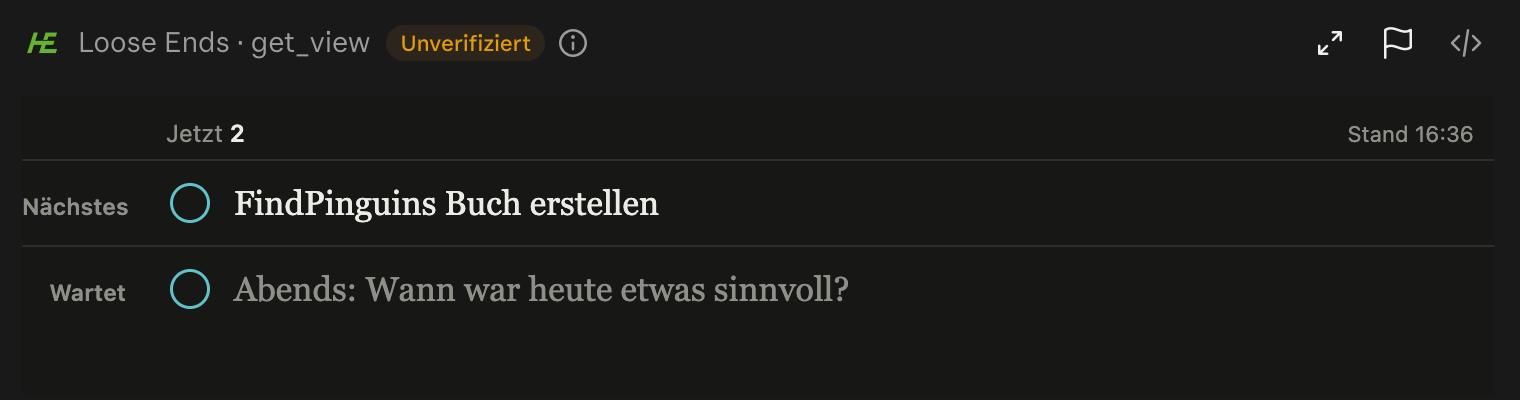 HE Loose Ends · get_view Unverifiziert
Jetzt 2 Stand 16:36
Nächstes FindPinguins Buch erstellen
Wartet Abends: Wann war heute etwas sinnvoll?